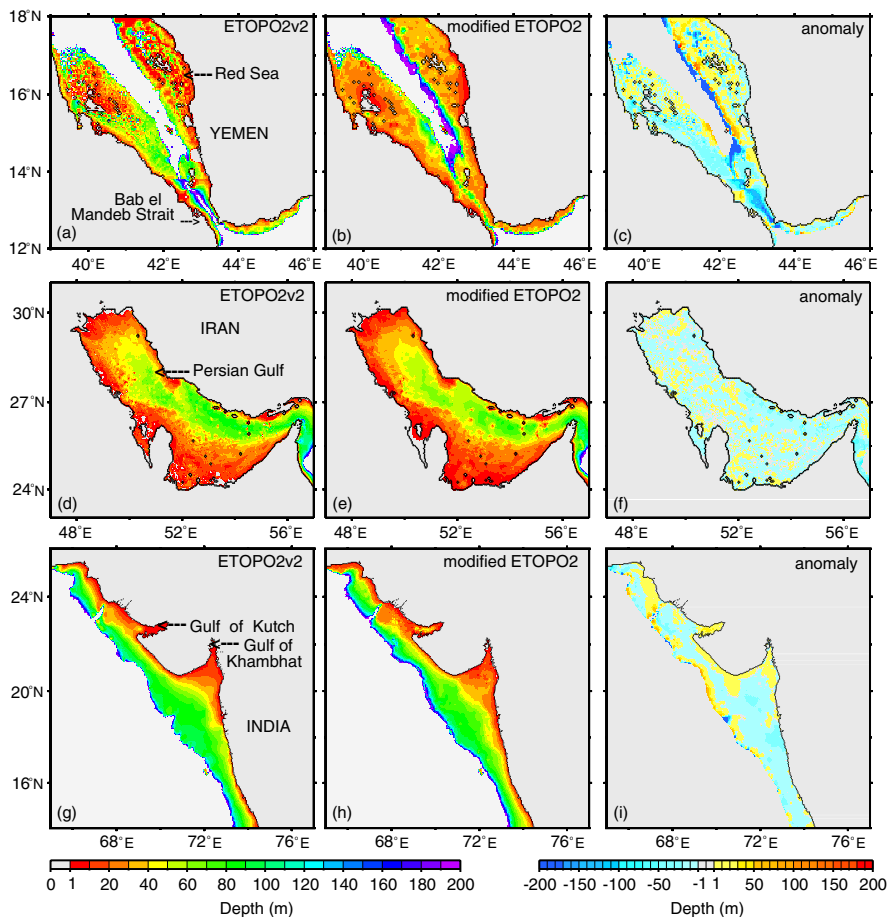 ETOPO2v2 modified ETOPO2 anomaly
18°N
16°N
14°N
12°N
Red Sea
YEMEN
Bab el
Mandeb Strait
(a) (b) (c)
40°E 42°E 44°E 46°E 40°E 42°E 44°E 46°E 40°E 42°E 44°E 46°E
ETOPO2v2 modified ETOPO2 anomaly
30°N
27°N
24°N
IRAN
Persian Gulf
(d) (e) (f)
48°E 52°E 56°E 48°E 52°E 56°E 48°E 52°E 56°E
ETOPO2v2 modified ETOPO2 anomaly
24°N
20°N
16°N
Gulf of Kutch
Gulf of
Khambhat
INDIA
(g) (h) (i)
68°E 72°E 76°E 68°E 72°E 76°E 68°E 72°E 76°E
0 1 20 40 60 80 100 120 140 160 180 200
Depth (m)
-200 -150 -100 -50 -1 1 50 100 150 200
Depth (m)